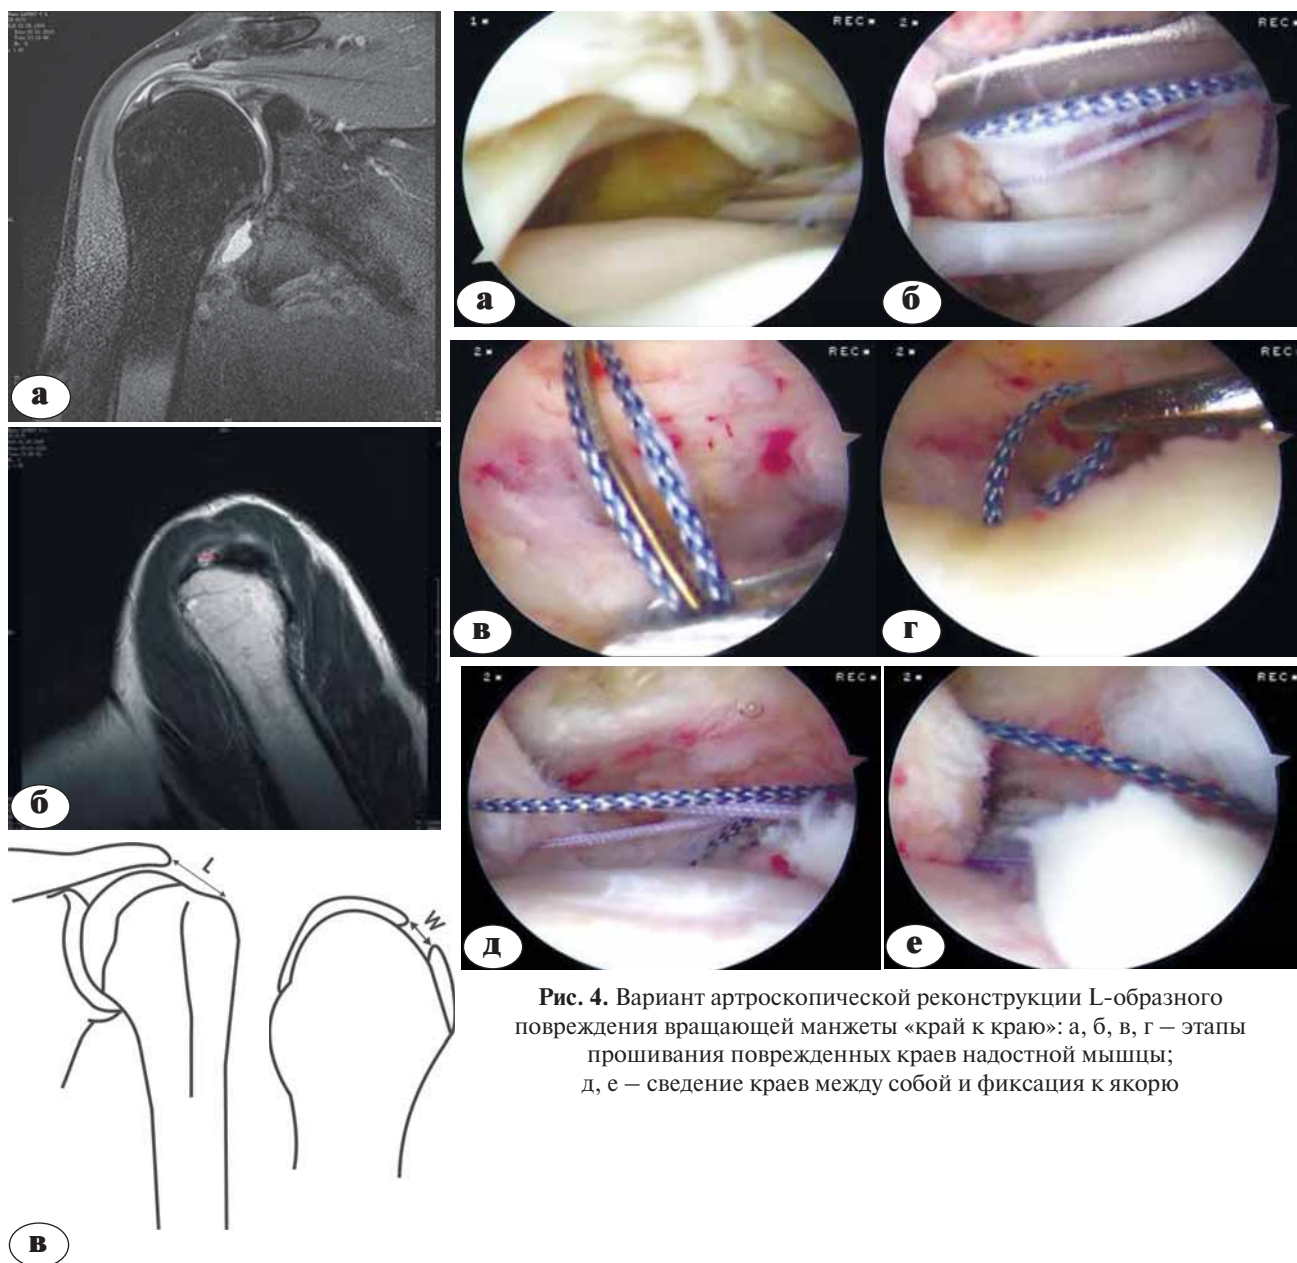 а
б
L
W
в
1
REC
2
REC
а
б
2
REC
2
REC
в
г
2
REC
2
REC
д
е
Рис. 4. Вариант артроскопической реконструкции L-образного
повреждения вращающей манжеты «край к краю»: а, б, в, г — этапы
прошивания поврежденных краев надостной мышцы;
д, е — сведение краев между собой и фиксация к якорю